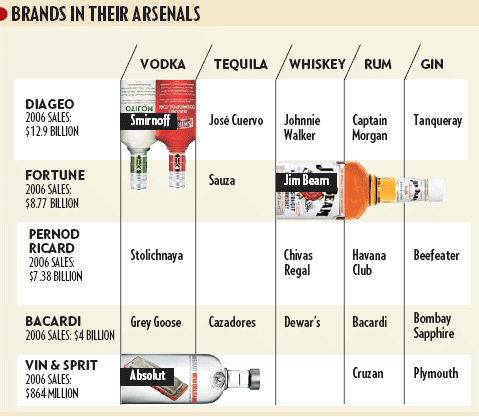 BRANDS IN THEIR ARSENALS
VODKA TEQUILA WHISKEY RUM GIN
DIAGEO
2006 SALES:
$12.9 BILLION
Smirnoff
José Cuervo
Johnnie
Walker
Captain
Morgan
Tanqueray
MOJITO
FORTUNE
2006 SALES:
$8.77 BILLION
Sauza
Jim Beam
BEAM
PERNOD
RICARD
2006 SALES:
$7.38 BILLION
Stolichnaya
Chivas
Regal
Havana
Club
Beefeater
BACARDI
2006 SALES: $4 BILLION
Grey Goose
Cazadores
Dewar's
Bacardi
Bombay
Sapphire
VIN & SPRIT
2006 SALES:
$864 MILLION
Absolut
Cruzan
Plymouth